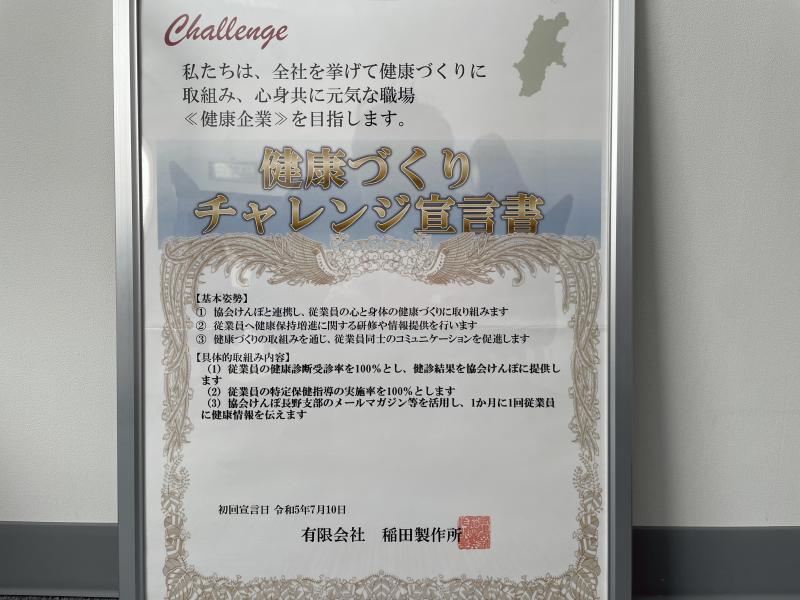 Challenge
私たちは、全社を挙げて健康づくりに
取組み、心身共に元気な職場
≪健康企業≫を目指します。
健康づくり
チャレンジ宣言書
【基本姿勢】
① 協会けんぽと連携し、従業員の心と身体の健康づくりに取り組みます
② 従業員へ健康保持増進に関する研修や情報提供を行います
③ 健康づくりの取組みを通じ、従業員同士のコミュニケーションを促進します
【具体的取組み内容】
（1）従業員の健康診断受診率を100％とし、健診結果を協会けんぽに提供し
ます
（2）従業員の特定保健指導の実施率を100％とします
（3）協会けんぽ長野支部のメールマガジン等を活用し、1か月に1回従業員
に健康情報を伝えます
初回宣言日 令和5年7月10日
有限会社　稲田製作所